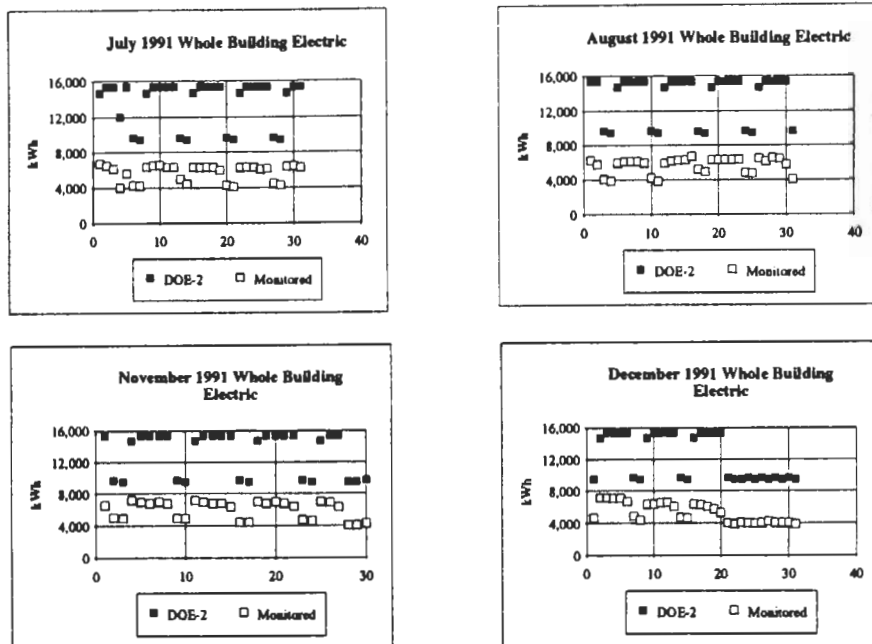 July 1991 Whole Building Electric
16,000
12,000
8,000
4,000
0
kWh
0 10 20 30 40
DOE-2 Monitored
August 1991 Whole Building Electric
16,000
12,000
8,000
4,000
0
kWh
0 10 20 30 40
DOE-2 Monitored
November 1991 Whole Building
Electric
16,000
12,000
8,000
4,000
0
kWh
0 10 20 30
DOE-2 Monitored
December 1991 Whole Building
Electric
16,000
12,000
8,000
4,000
0
kWh
0 10 20 30 40
DOE-2 Monitored